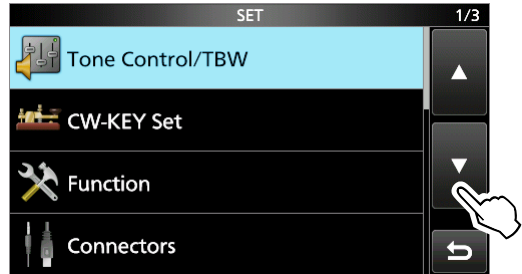 SET
1/3
Tone Control/TBW
CW-KEY Set
Function
Connectors